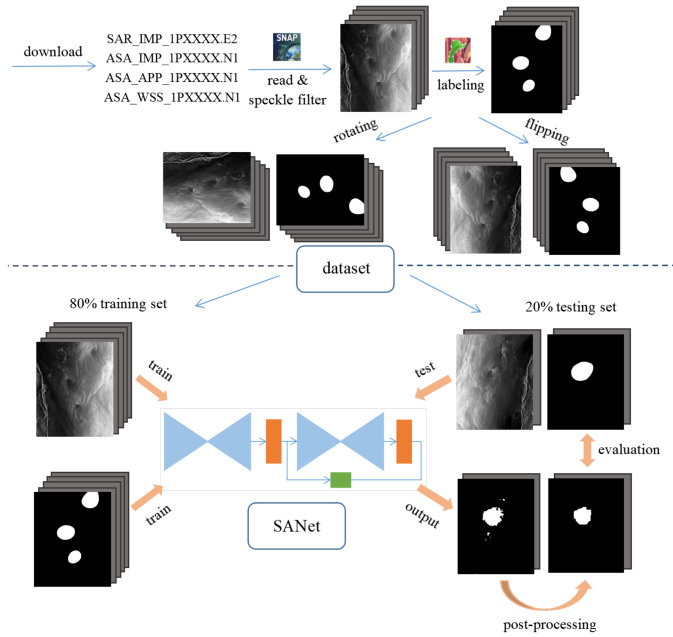 download
SAR_IMP_1PXXXX.E2
ASA_IMP_1PXXXX.N1
ASA_APP_1PXXXX.N1
ASA_WSS_1PXXXX.N1
SNAP
read &
speckle filter
labeling
rotating
flipping
dataset
80% training set
20% testing set
train
test
train
SANet
output
evaluation
post-processing